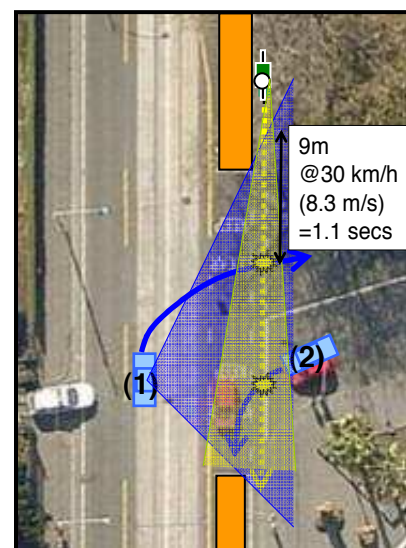 9m
@30 km/h
(8.3 m/s)
=1.1 secs
(2)
(1)